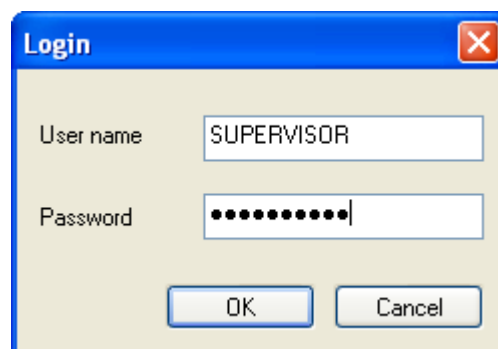 Login
User name
SUPERVISOR
Password
●●●●●●●●●●
OK
Cancel